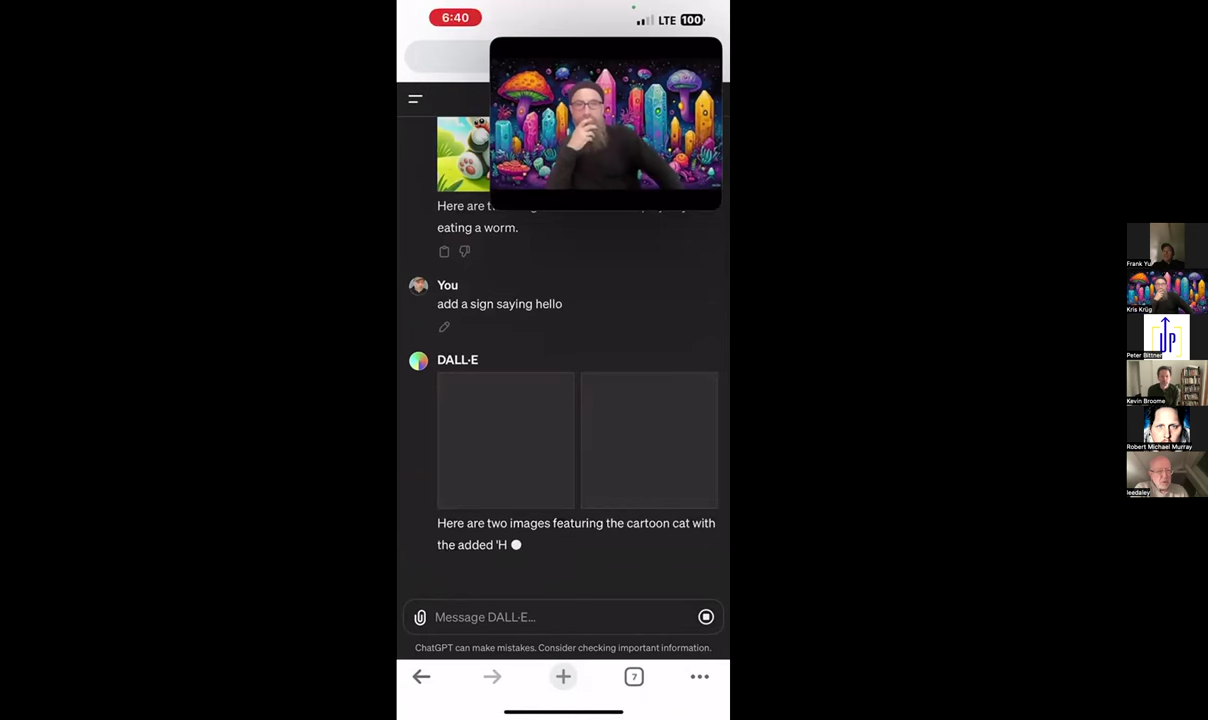 6:40
LTE 100
Here are
eating a worm.
You
add a sign saying hello
DALL·E
Here are two images featuring the cartoon cat with
the added 'H
Message DALL·E...
ChatGPT can make mistakes. Consider checking important information.
7
Frank Yu
Kris Krüg
UP
Peter Bittner
Kevin Broome
Robert Michael Murray
leedaley